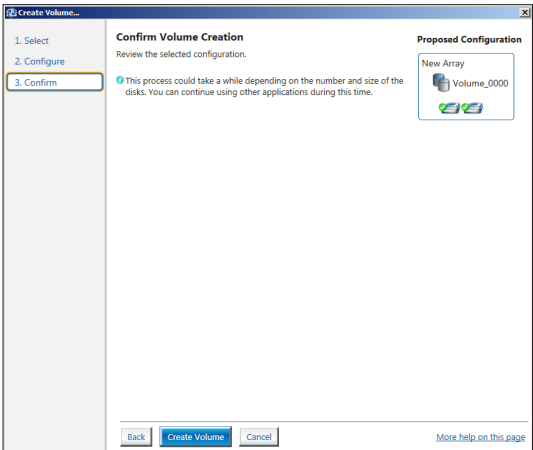 Create Volume...
1. Select
2. Configure
3. Confirm
Confirm Volume Creation
Review the selected configuration.
This process could take a while depending on the number and size of the
disks. You can continue using other applications during this time.
Proposed Configuration
New Array
Volume_0000
Back
Create Volume
Cancel
More help on this page